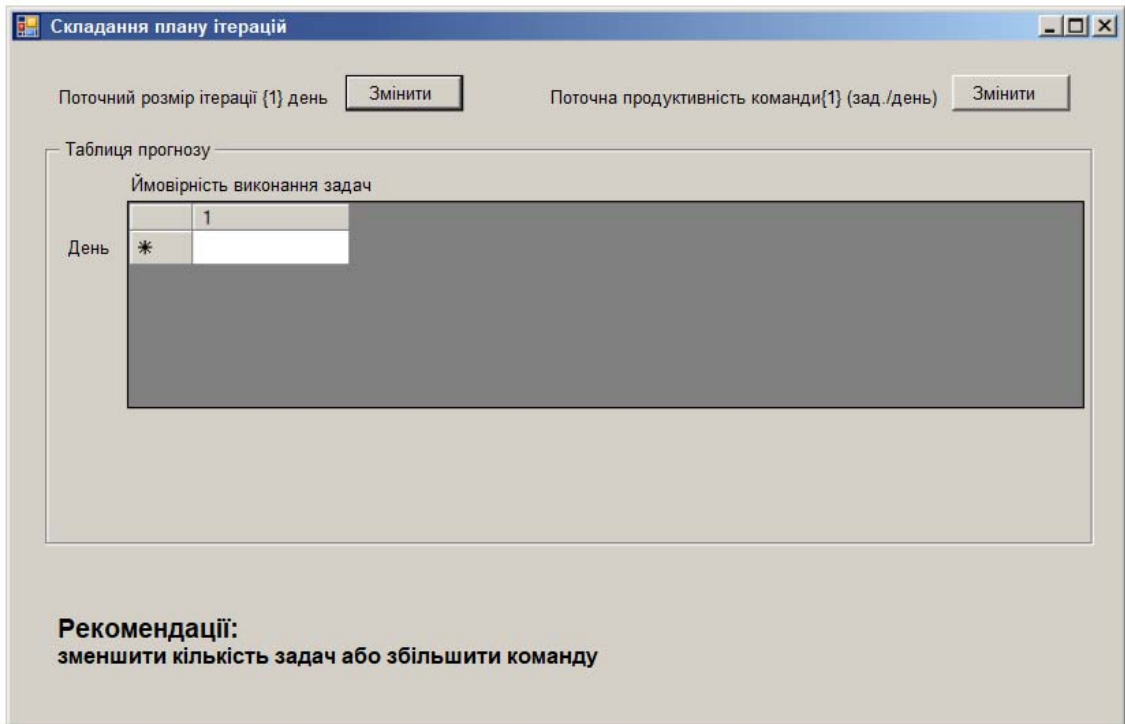 Складання плану ітерацій
Поточний розмір ітерації {1} день
Змінити
Поточна продуктивність команди{1} (зад./день)
Змінити
Таблиця прогнозу
Ймовірність виконання задач
1
День
Рекомендації:
зменшити кількість задач або збільшити команду